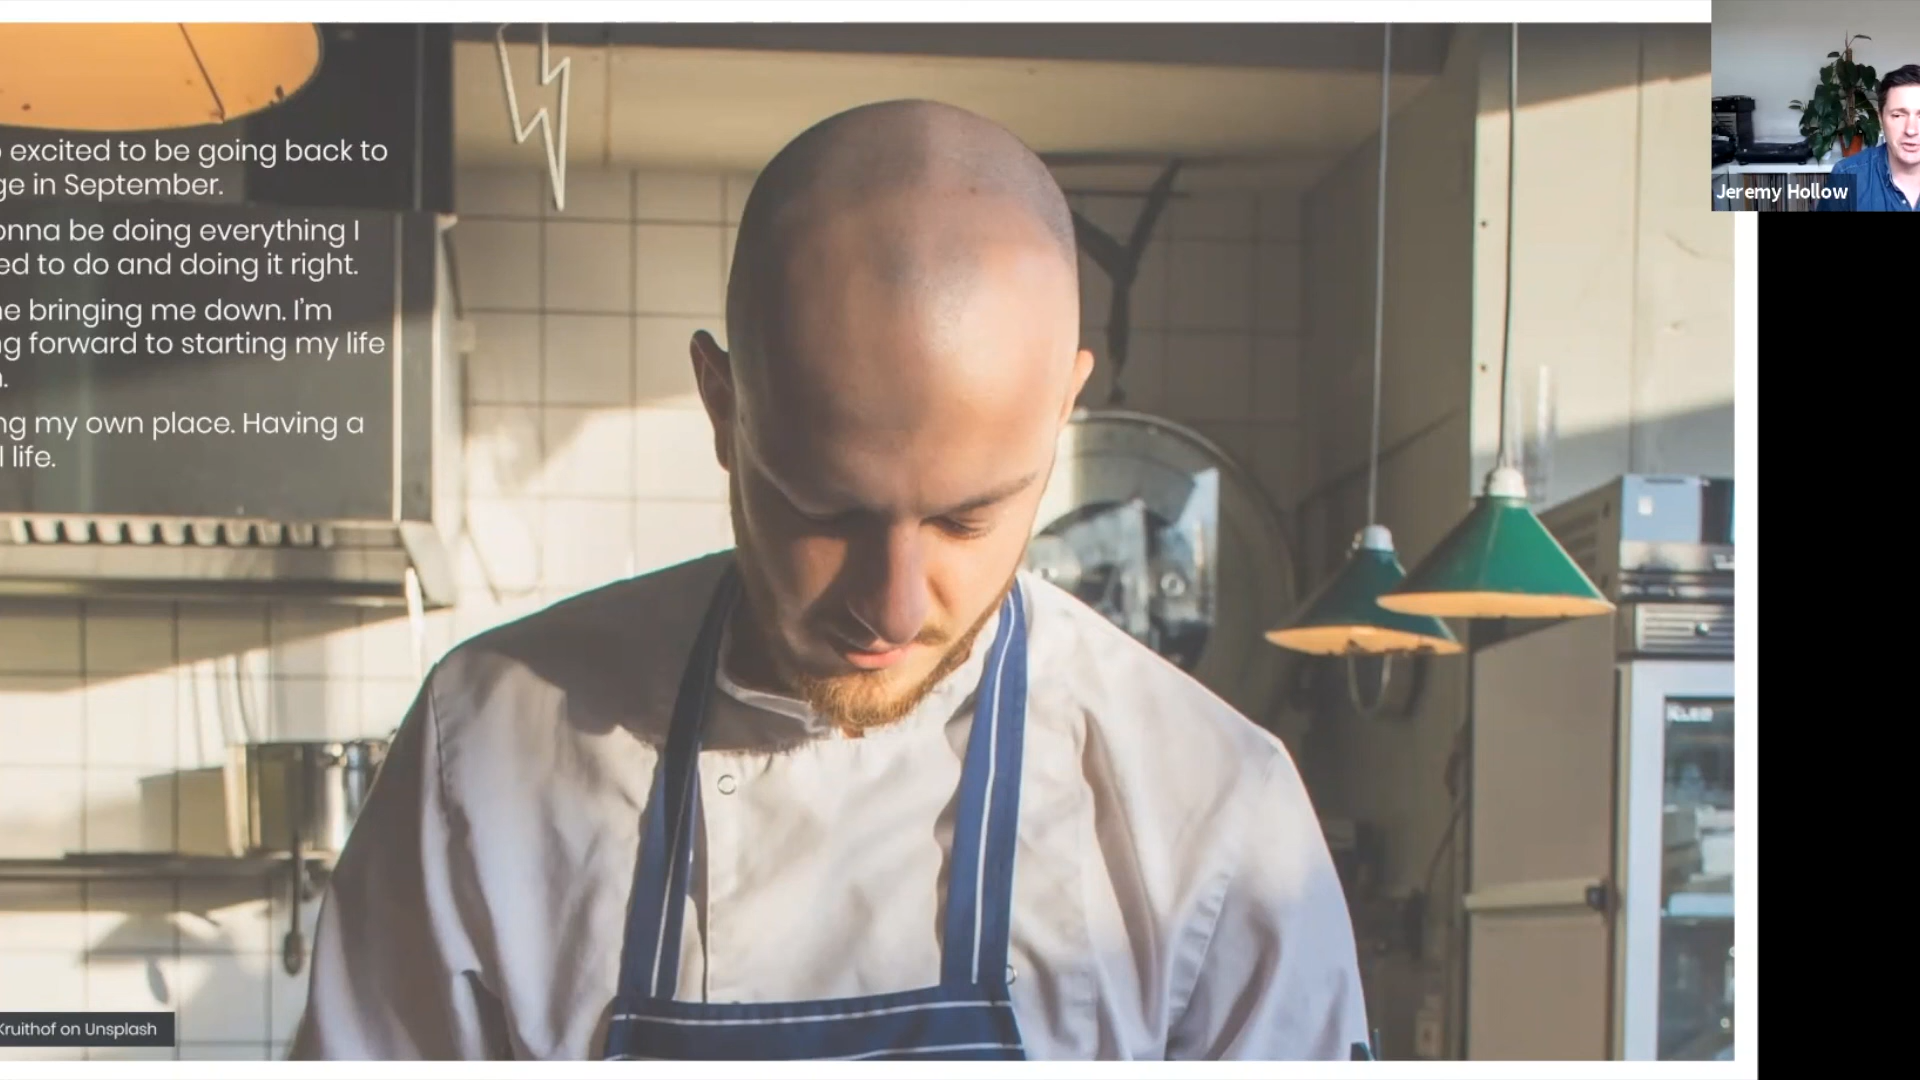 excited to be going back to
ge in September.
onna be doing everything I
ed to do and doing it right.
ne bringing me down. I'm
ng forward to starting my life
ng my own place. Having a
l life.
Kruithof on Unsplash
Jeremy Hollow